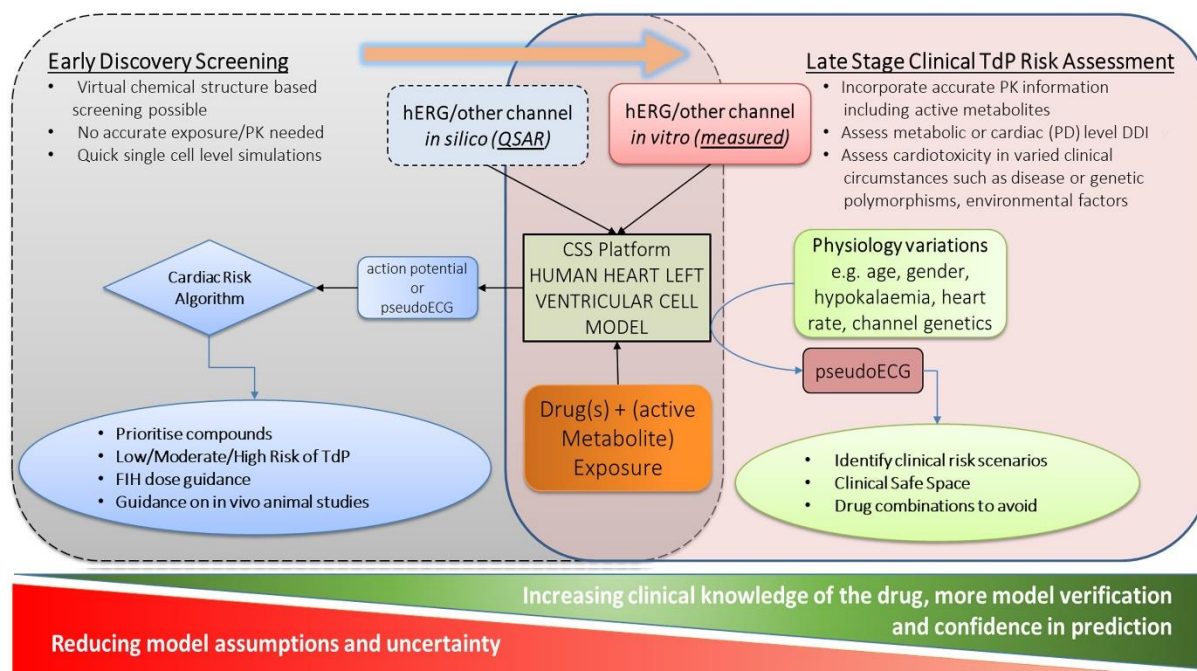 Early Discovery Screening
• Virtual chemical structure based
screening possible
• No accurate exposure/PK needed
• Quick single cell level simulations
hERG/other channel
in silico (QSAR)
hERG/other channel
in vitro (measured)
Late Stage Clinical TdP Risk Assessment
• Incorporate accurate PK information
including active metabolites
• Assess metabolic or cardiac (PD) level DDI
• Assess cardiotoxicity in varied clinical
circumstances such as disease or genetic
polymorphisms, environmental factors
Cardiac Risk
Algorithm
action potential
or
pseudoECG
CSS Platform
HUMAN HEART LEFT
VENTRICULAR CELL
MODEL
Physiology variations
e.g. age, gender,
hypokalaemia, heart
rate, channel genetics
pseudoECG
Drug(s) + (active
Metabolite)
Exposure
• Prioritise compounds
• Low/Moderate/High Risk of TdP
• FIH dose guidance
• Guidance on in vivo animal studies
• Identify clinical risk scenarios
• Clinical Safe Space
• Drug combinations to avoid
Increasing clinical knowledge of the drug, more model verification
and confidence in prediction
Reducing model assumptions and uncertainty